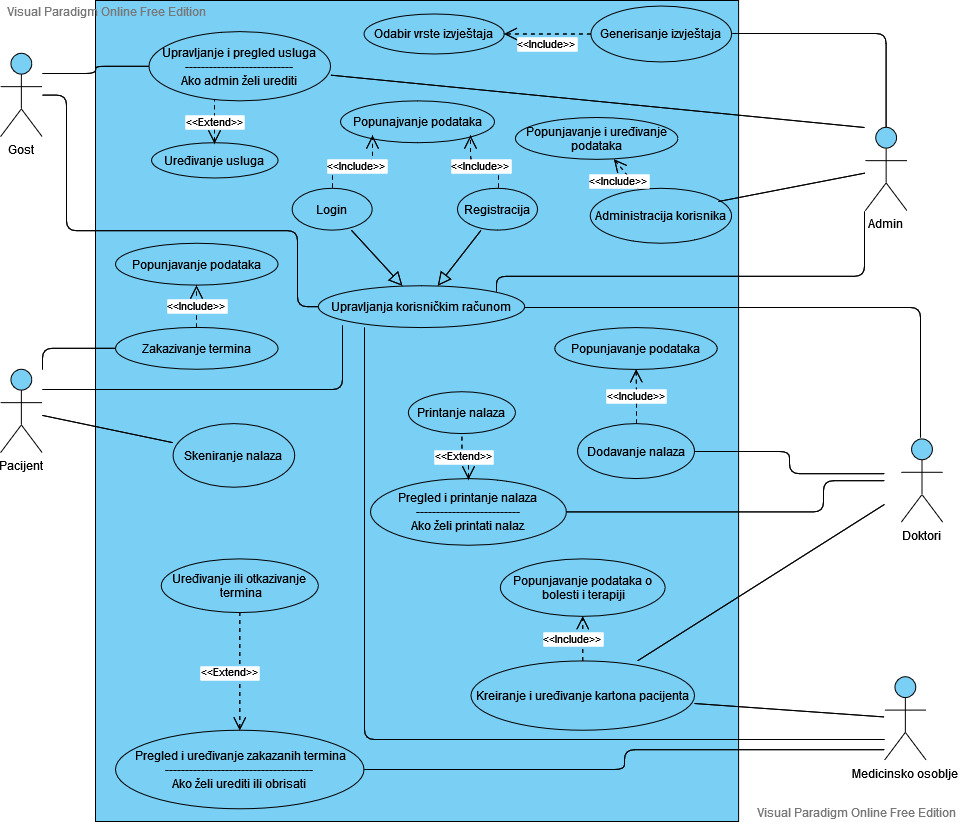 Visual Paradigm Online Free Edition
Odabir vrste izvještaja
<<Include>>
Generisanje izvještaja
Upravljanje i pregled usluga
Ako admin želi urediti
<<Extend>>
Uređivanje usluga
Gost
Popunajvanje podataka
<<Include>>
<<Include>>
Login
Registracija
Popunjavanje i uređivanje
podataka
<<Include>>
Administracija korisnika
Admin
Popunjavanje podataka
<<Include>>
Zakazivanje termina
Upravljanja korisničkim računom
Pacijent
Skeniranje nalaza
Popunjavanje podataka
<<Include>>
Dodavanje nalaza
Printanje nalaza
<<Extend>>
Pregled i printanje nalaza
Ako želi printati nalaz
Doktori
Uređivanje ili otkazivanje
termina
<<Extend>>
Pregled i uređivanje zakazanih termina
Ako želi urediti ili obrisati
Popunjavanje podataka o
bolesti i terapiji
<<Include>>
Kreiranje i uređivanje kartona pacijenta
Medicinsko osoblje
Visual Paradigm Online Free Edition